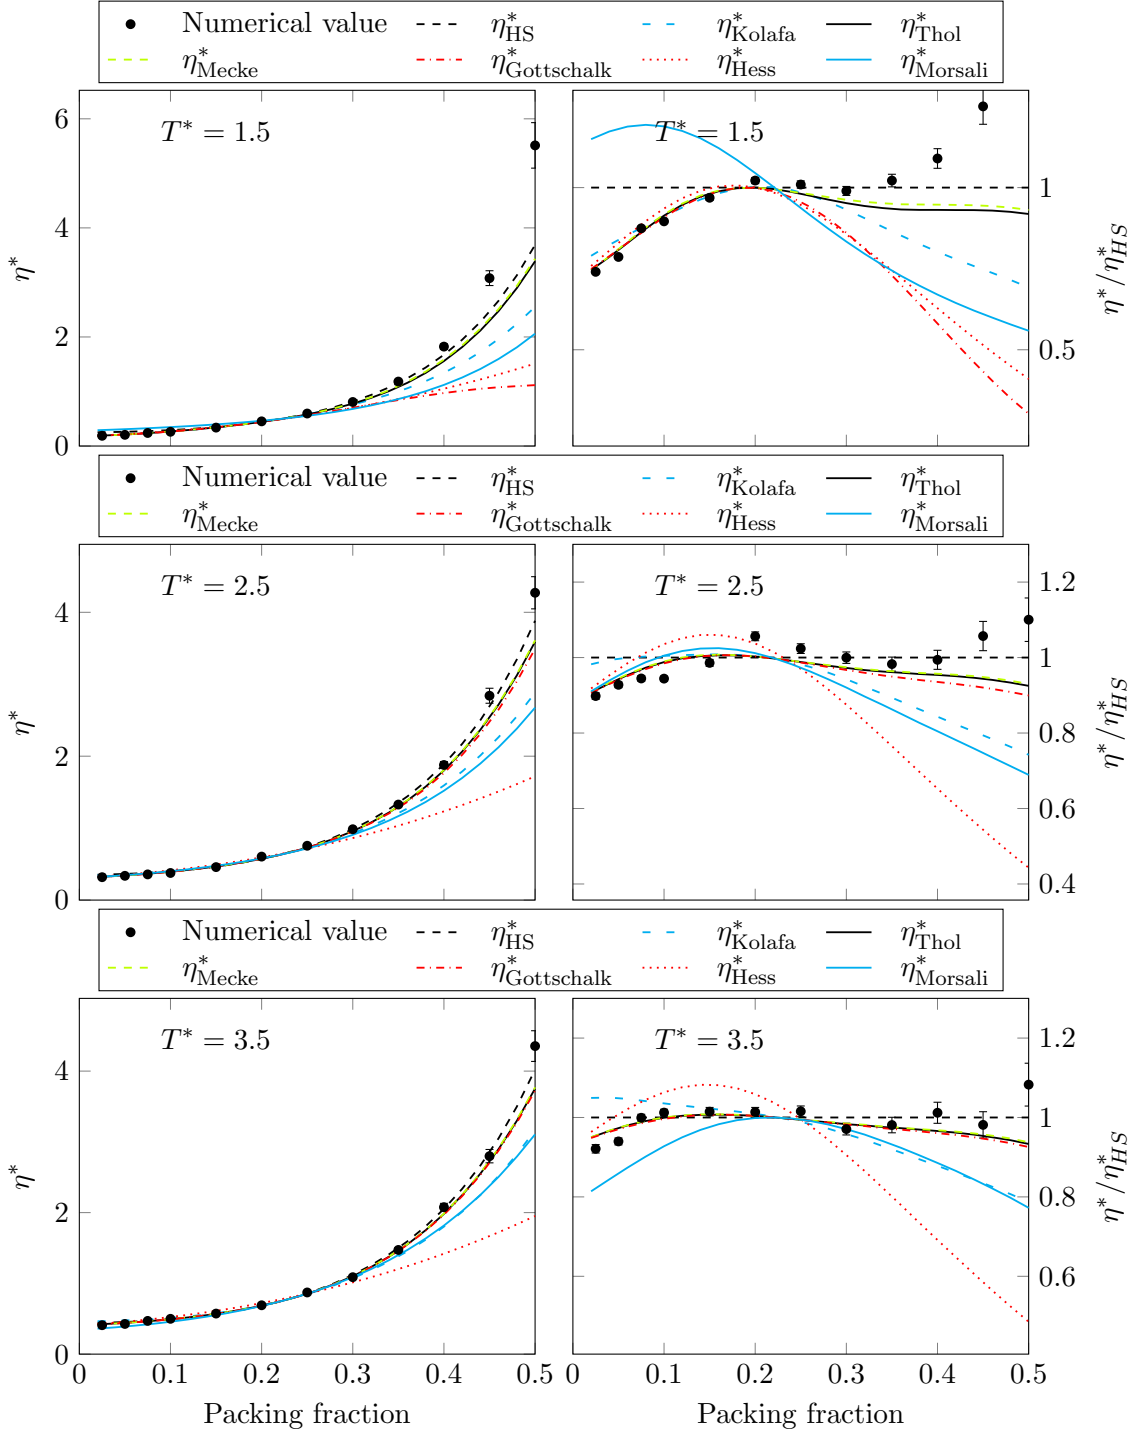 Numerical value η*HS η*Kolafa η*Thol
η*Mecke η*Gottschalk η*Hess η*Morsali
T* = 1.5
η*
0
2
4
6
T* = 1.5
η*/η*SH
0.5
1
Numerical value η*HS η*Kolafa η*Thol
η*Mecke η*Gottschalk η*Hess η*Morsali
T* = 2.5
η*
0
2
4
T* = 2.5
η*/η*SH
0.4
0.6
0.8
1
1.2
Numerical value η*HS η*Kolafa η*Thol
η*Mecke η*Gottschalk η*Hess η*Morsali
T* = 3.5
η*
0
2
4
T* = 3.5
η*/η*SH
0.6
0.8
1
1.2
0 0.1 0.2 0.3 0.4 0.5
Packing fraction
0.1 0.2 0.3 0.4 0.5
Packing fraction